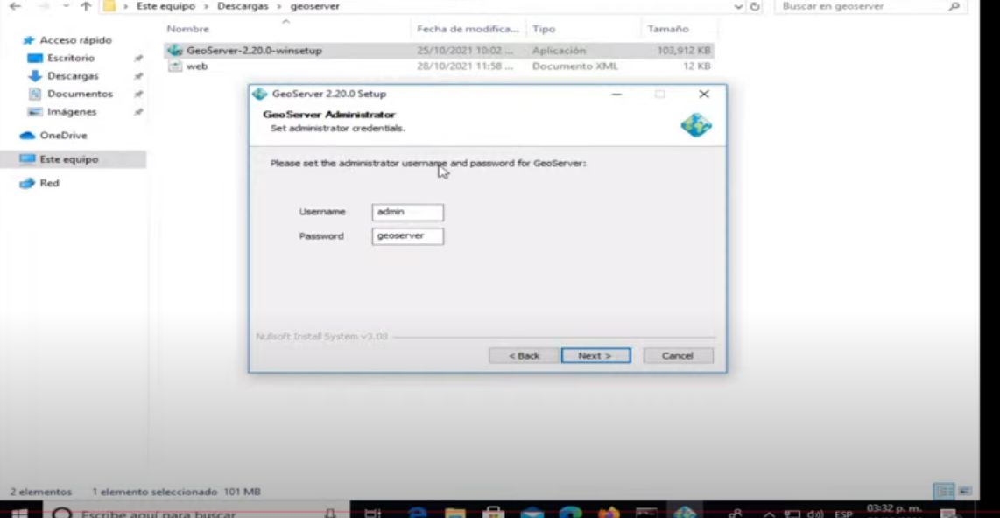 Este equipo > Descargas > geoserver
Buscar en geoserver
Nombre Fecha de modifica... Tipo Tamaño
Acceso rápido
GeoServer-2.20.0-winsetup 25/10/2021 10:02 ... Aplicación 103,912 KB
Escritorio
web 28/10/2021 11:58 ... Documento XML 12 KB
Descargas
Documentos
Imágenes
OneDrive
Este equipo
Red
GeoServer 2.20.0 Setup
GeoServer Administrator
Set administrator credentials.
Please set the administrator username and password for GeoServer:
Username admin
Password geoserver
Nullsoft Install System v3.08
< Back Next > Cancel
2 elementos 1 elemento seleccionado 101 MB
Escribe aquí para buscar
ESP
03:32 p. m.